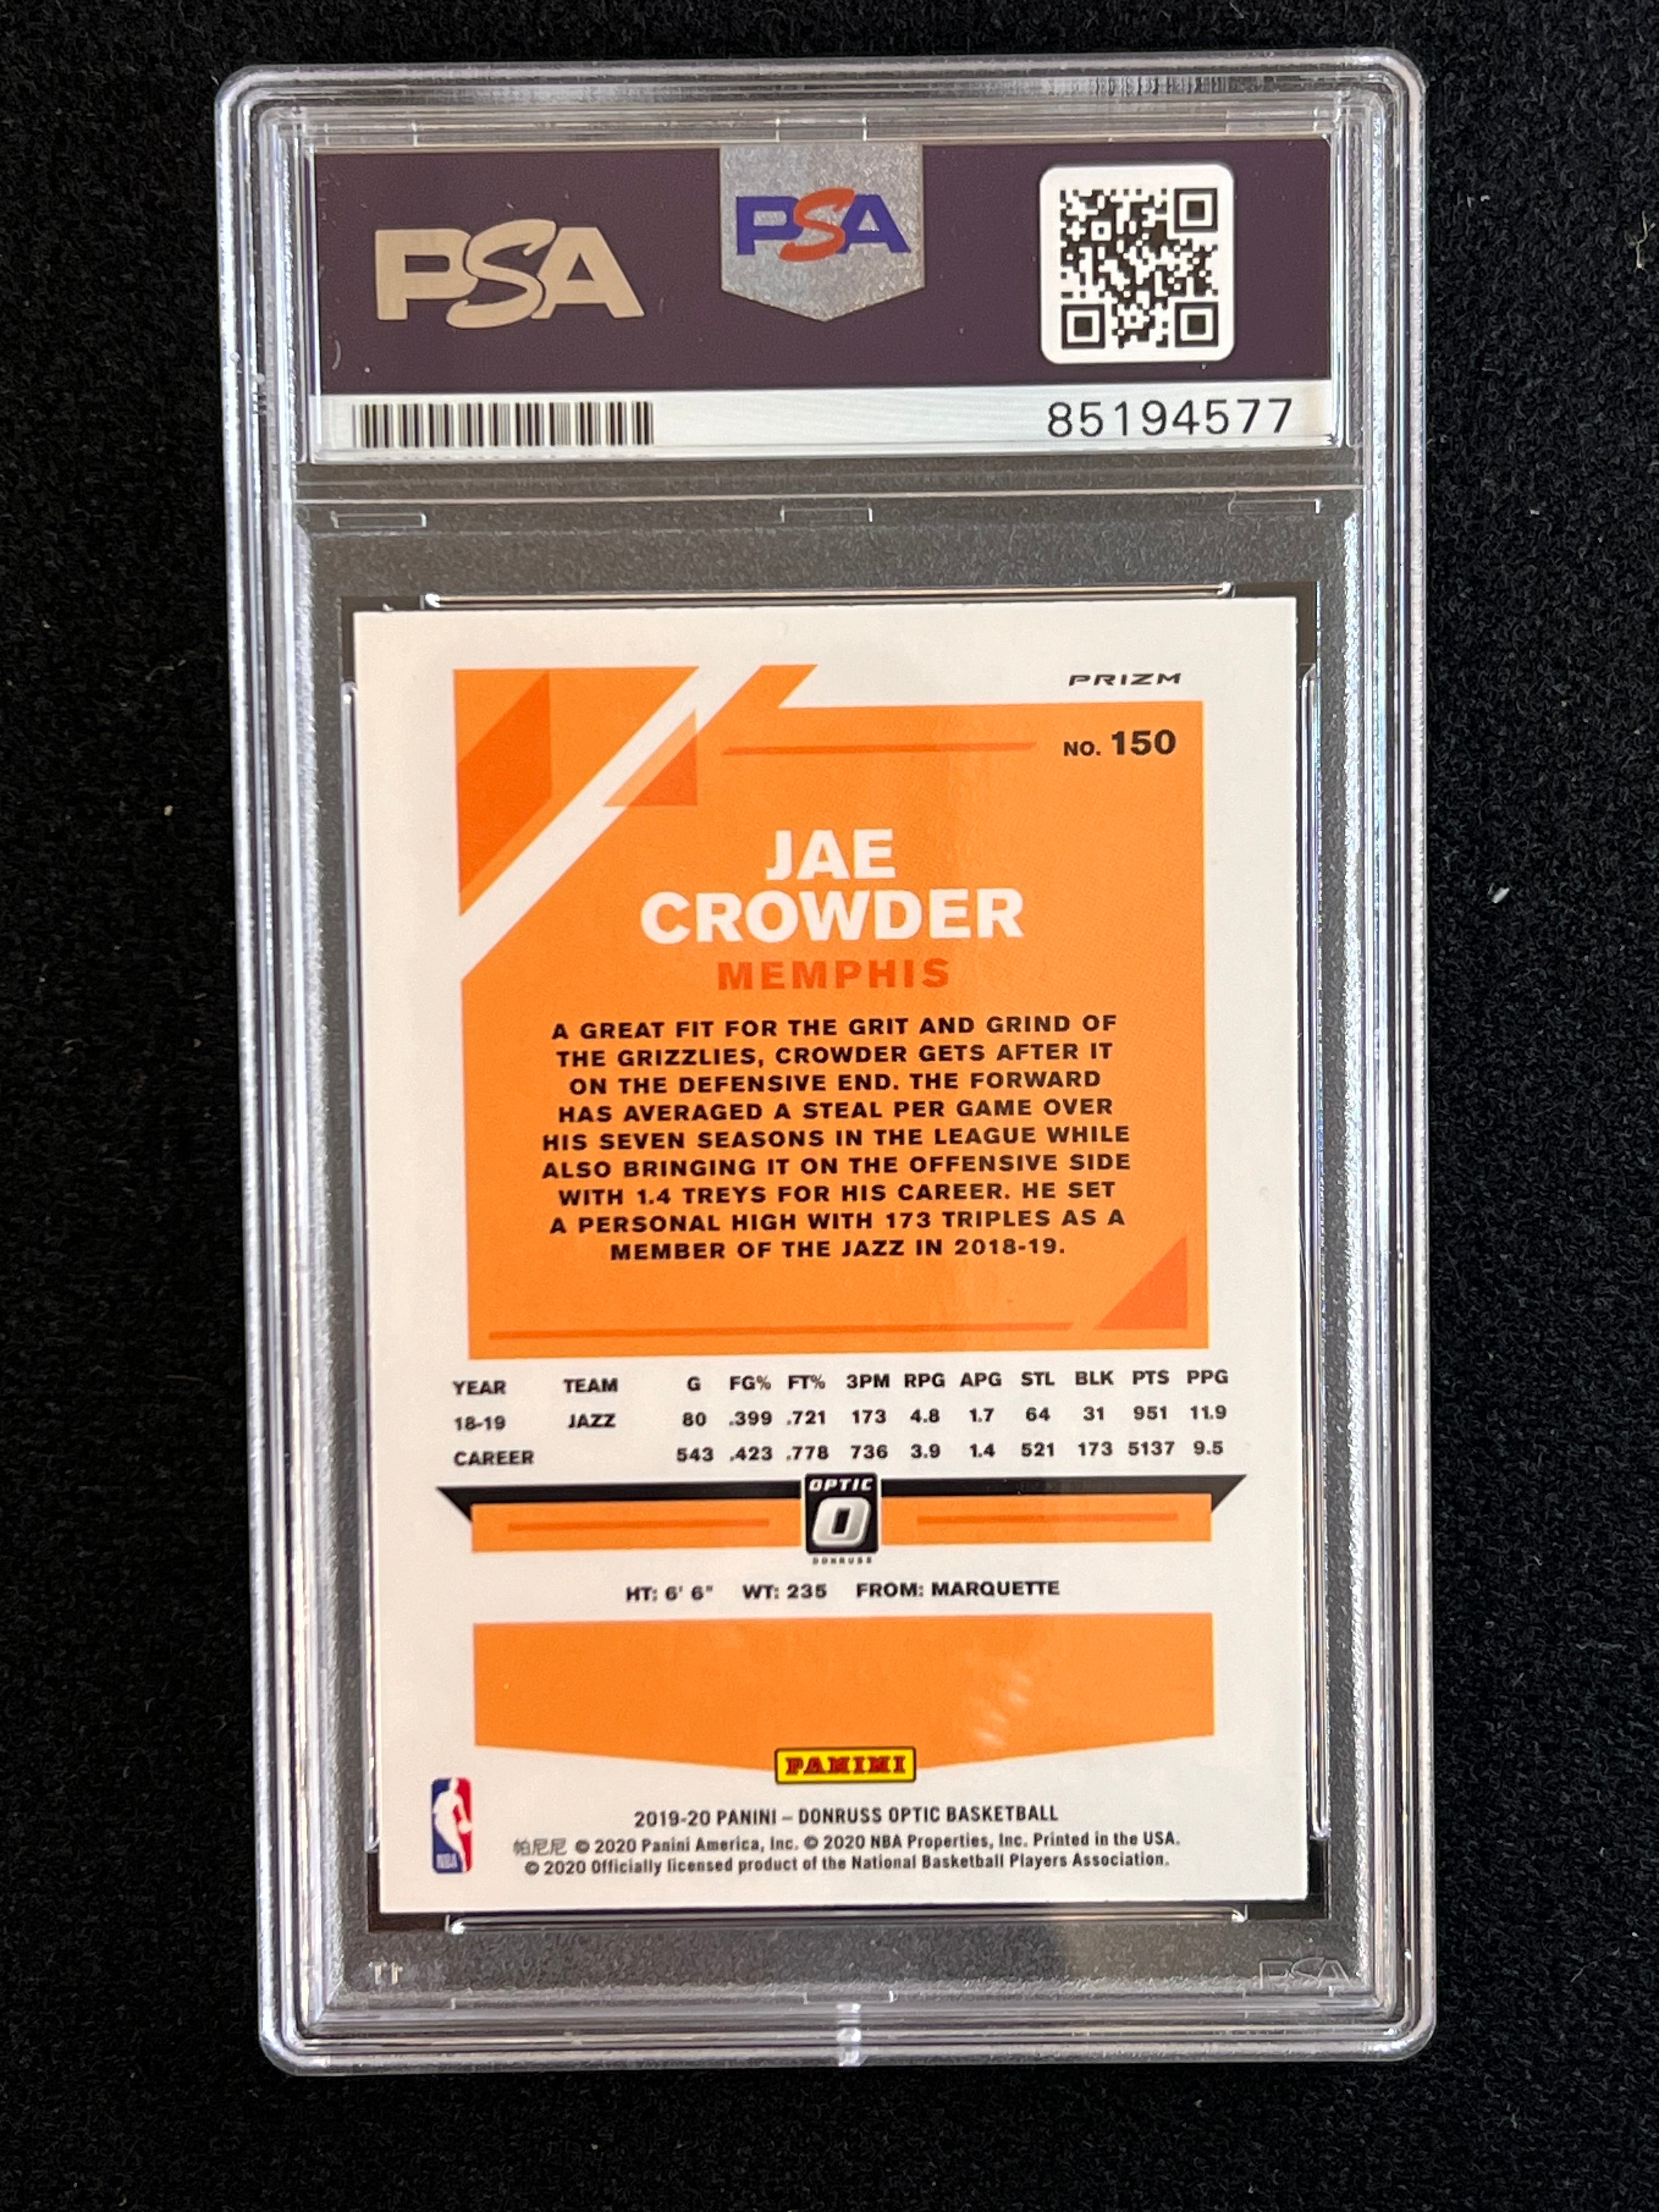 PSA
PSA
85194577
PRIZM
NO. 150
JAE
CROWDER
MEMPHIS
A GREAT FIT FOR THE GRIT AND GRIND OF
THE GRIZZLIES, CROWDER GETS AFTER IT
ON THE DEFENSIVE END. THE FORWARD
HAS AVERAGED A STEAL PER GAME OVER
HIS SEVEN SEASONS IN THE LEAGUE WHILE
ALSO BRINGING IT ON THE OFFENSIVE SIDE
WITH 1.4 TREYS FOR HIS CAREER. HE SET
A PERSONAL HIGH WITH 173 TRIPLES AS A
MEMBER OF THE JAZZ IN 2018-19.
YEAR TEAM G FG% FT% 3PM RPG APG STL BLK PTS PPG
18-19 JAZZ 80 .399 .721 173 4.8 1.7 64 31 951 11.9
CAREER 543 .423 .778 736 3.9 1.4 521 173 5137 9.5
OPTIC
O
DONRUSS
HT: 6' 6" WT: 235 FROM: MARQUETTE
PANINI
NBA
2019-20 PANINI – DONRUSS OPTIC BASKETBALL
帕尼尼 © 2020 Panini America, Inc. © 2020 NBA Properties, Inc. Printed in the USA.
© 2020 Officially licensed product of the National Basketball Players Association.
PSA